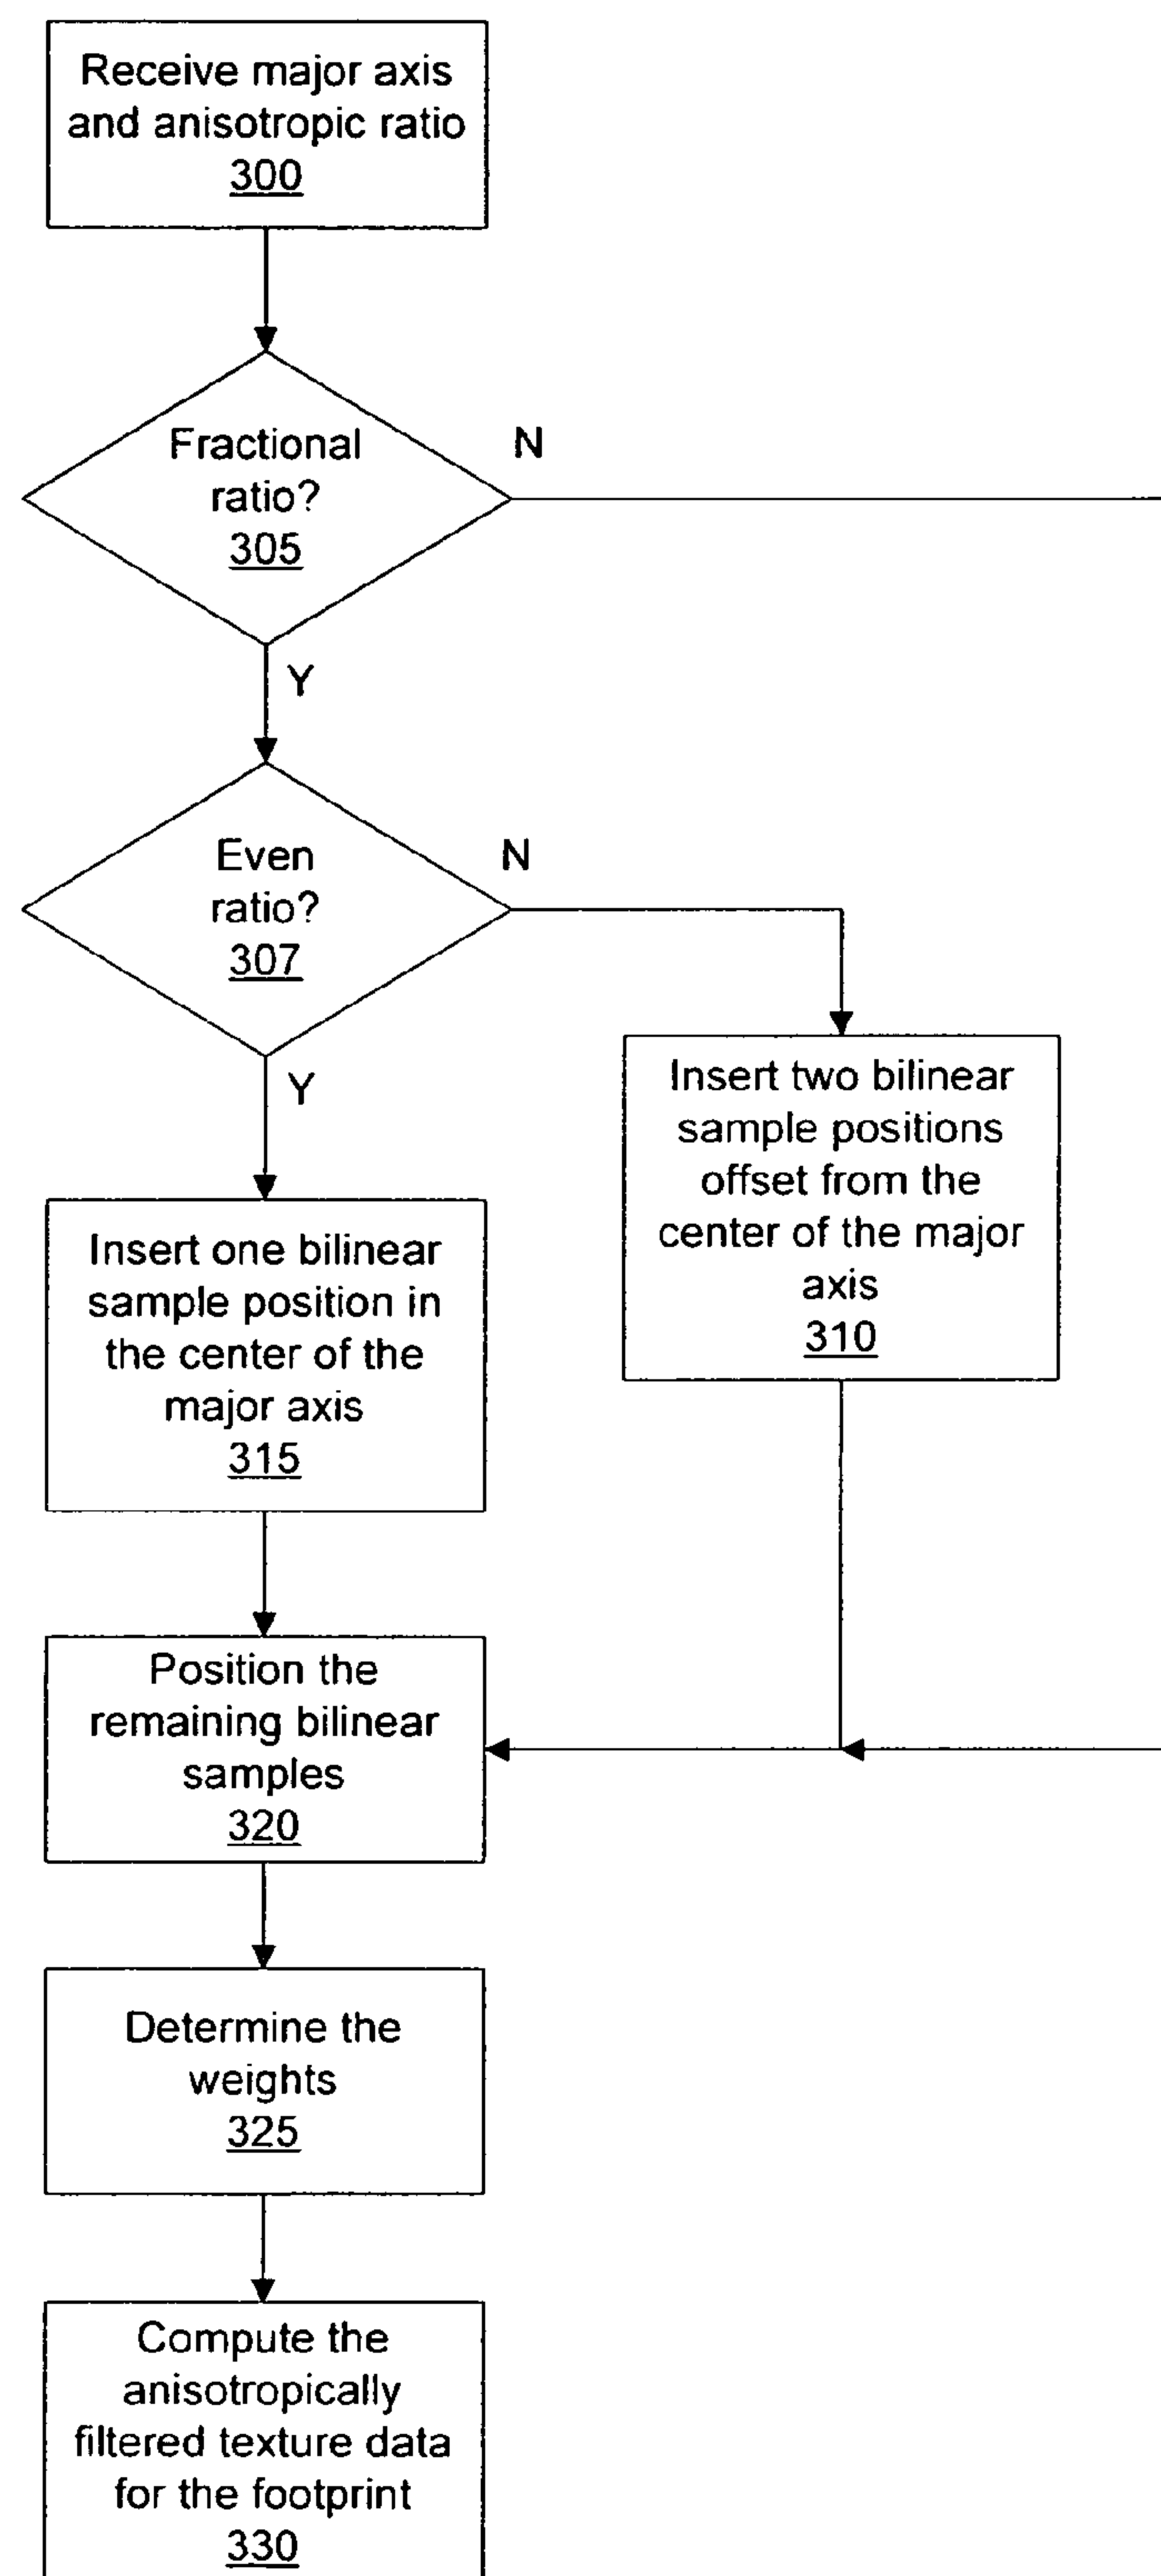 Receive major axis
and anisotropic ratio
300
Fractional
ratio?
305
N
Y
Even
ratio?
307
N
Y
Insert two bilinear
sample positions
offset from the
center of the major
axis
310
Insert one bilinear
sample position in
the center of the
major axis
315
Position the
remaining bilinear
samples
320
Determine the
weights
325
Compute the
anisotropically
filtered texture data
for the footprint
330